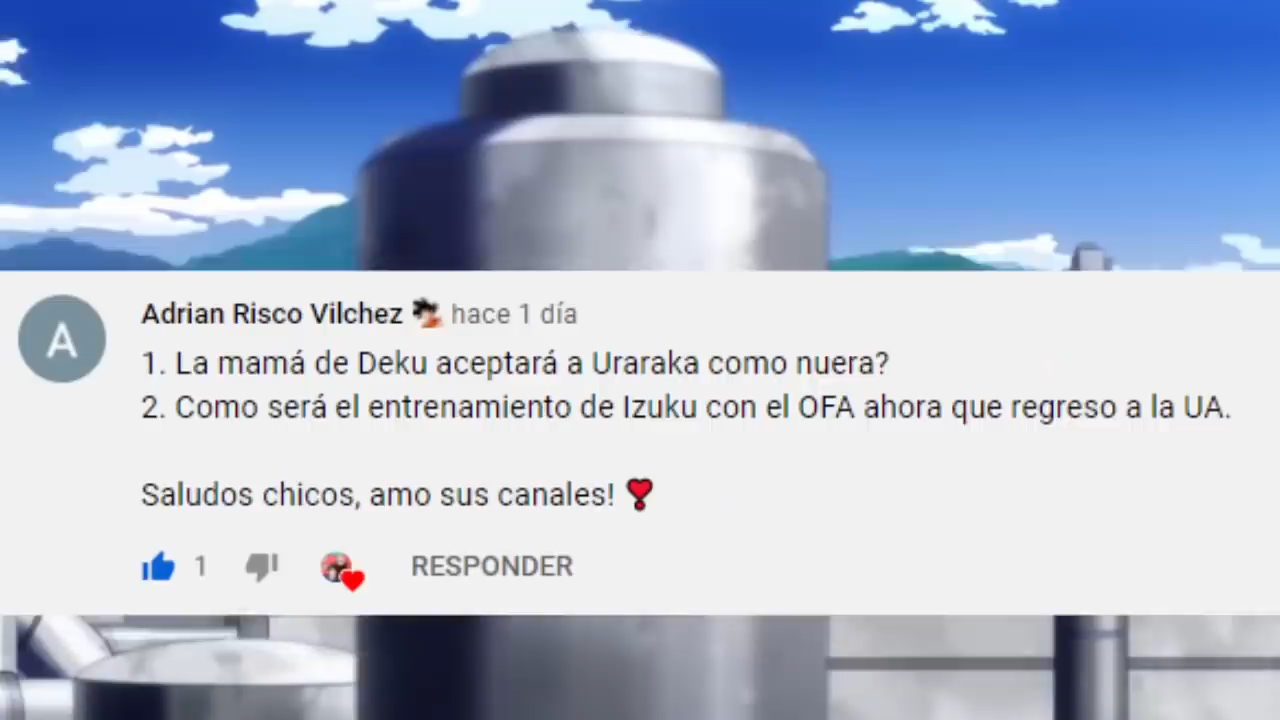 A
Adrian Risco Vilchez hace 1 día
1. La mamá de Deku aceptará a Uraraka como nuera?
2. Como será el entrenamiento de Izuku con el OFA ahora que regreso a la UA.
Saludos chicos, amo sus canales! ❣
1 RESPONDER